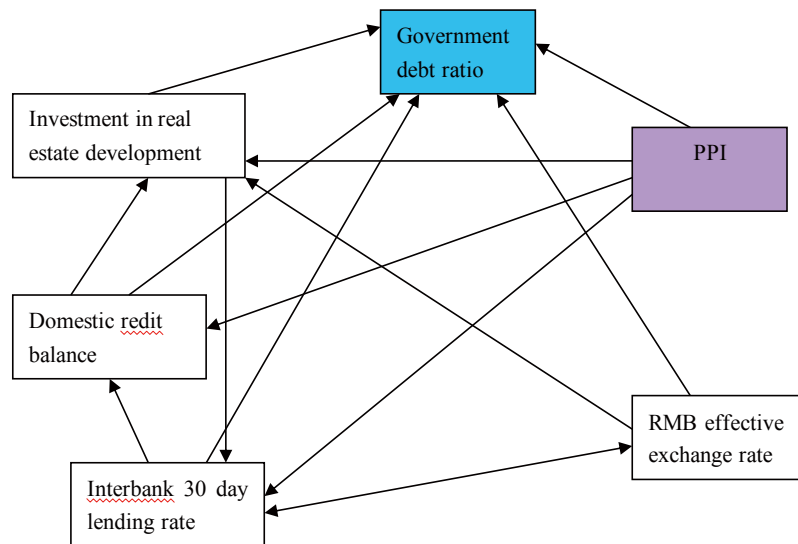 Government
debt ratio
Investment in real
estate development
PPI
Domestic redit
balance
RMB effective
exchange rate
Interbank 30 day
lending rate